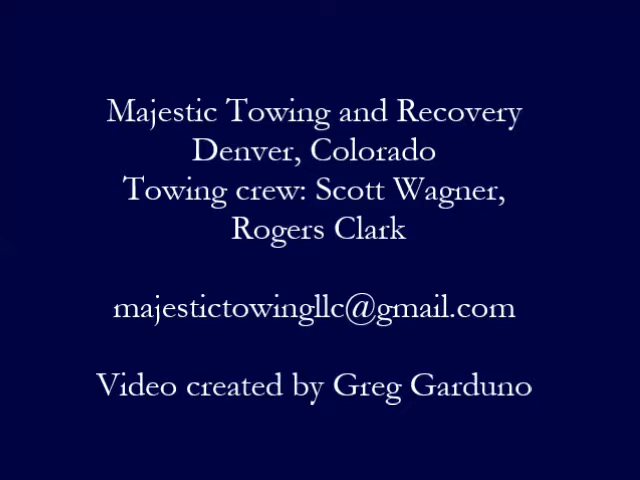 Majestic Towing and Recovery
Denver, Colorado
Towing crew: Scott Wagner,
Rogers Clark
majestictowingllc@gmail.com
Video created by Greg Garduno